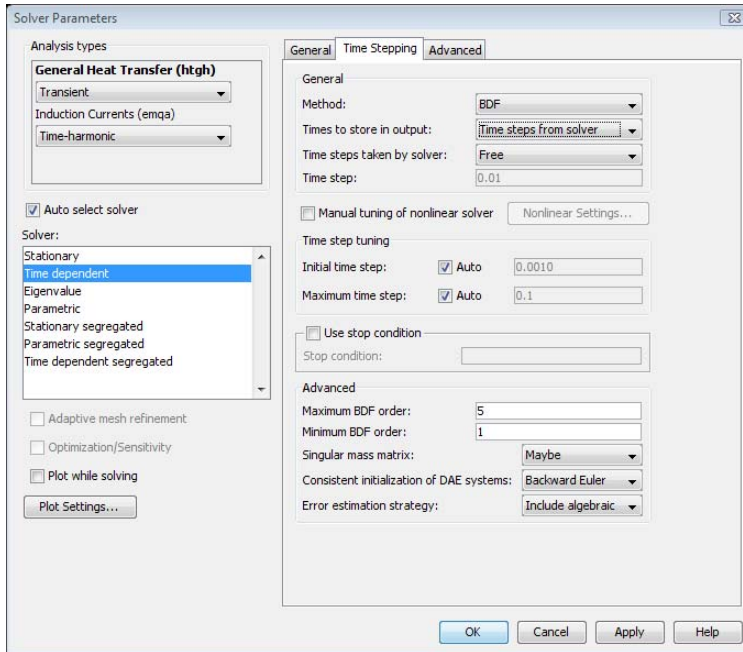 Solver Parameters
Analysis types
General Heat Transfer (htgh)
Transient
Induction Currents (emqa)
Time-harmonic
Auto select solver
Solver:
Stationary
Time dependent
Eigenvalue
Parametric
Stationary segregated
Parametric segregated
Time dependent segregated
Adaptive mesh refinement
Optimization/Sensitivity
Plot while solving
Plot Settings...
General Time Stepping Advanced
General
Method: BDF
Times to store in output: Time steps from solver
Time steps taken by solver: Free
Time step: 0.01
Manual tuning of nonlinear solver Nonlinear Settings...
Time step tuning
Initial time step: Auto 0.0010
Maximum time step: Auto 0.1
Use stop condition
Stop condition:
Advanced
Maximum BDF order: 5
Minimum BDF order: 1
Singular mass matrix: Maybe
Consistent initialization of DAE systems: Backward Euler
Error estimation strategy: Include algebraic
OK Cancel Apply Help